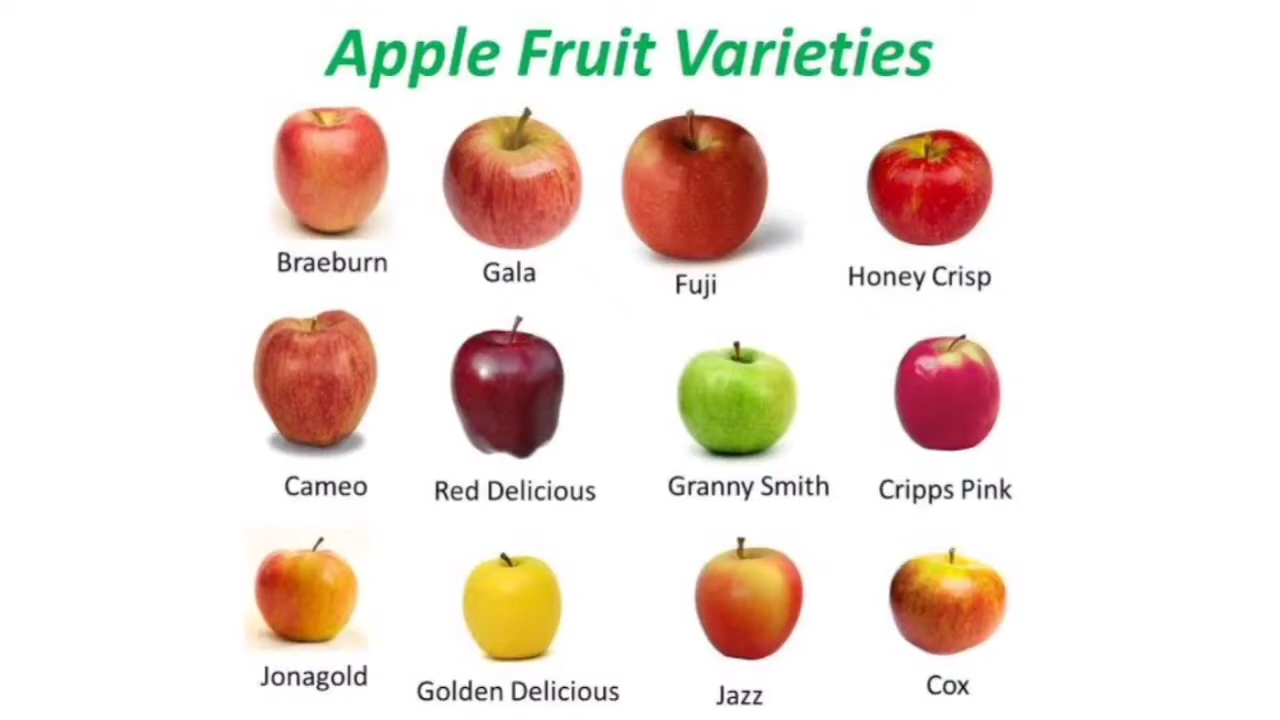 Apple Fruit Varieties
Braeburn
Gala
Fuji
Honey Crisp
Cameo
Red Delicious
Granny Smith
Cripps Pink
Jonagold
Golden Delicious
Jazz
Cox